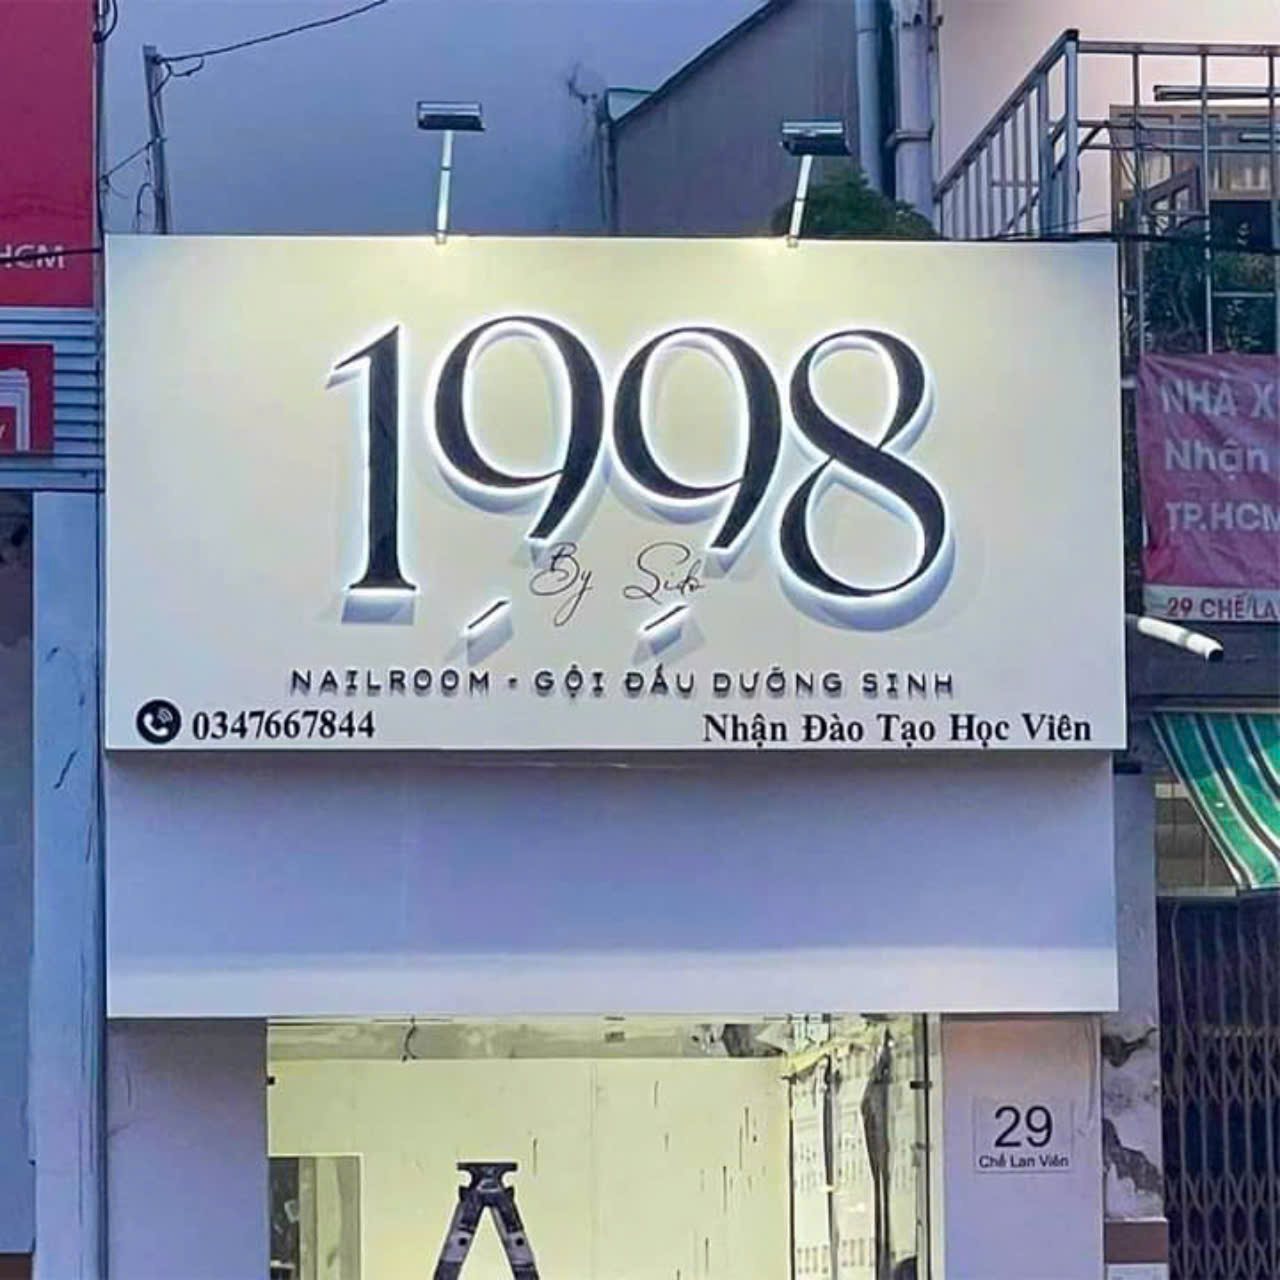 HCM
1998
By Sido
NAILROOM - GỘI ĐẦU DƯỠNG SINH
0347667844
Nhận Đào Tạo Học Viên
NHÀ X
Nhận
TP.HCM
29 CHẾ LA
29
Chế Lan Viên